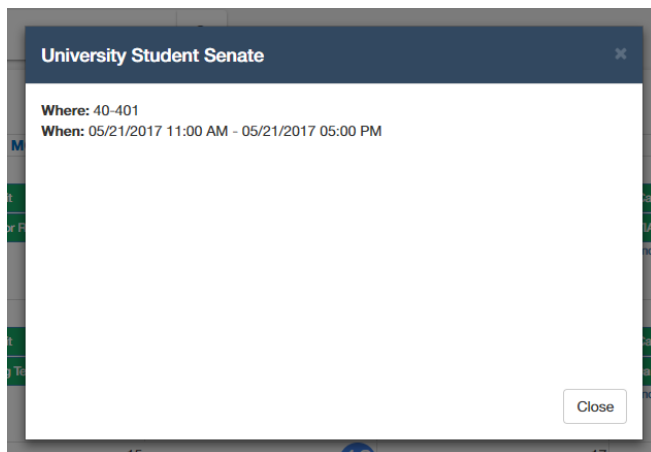 University Student Senate
×
Where: 40-401
When: 05/21/2017 11:00 AM - 05/21/2017 05:00 PM
Close